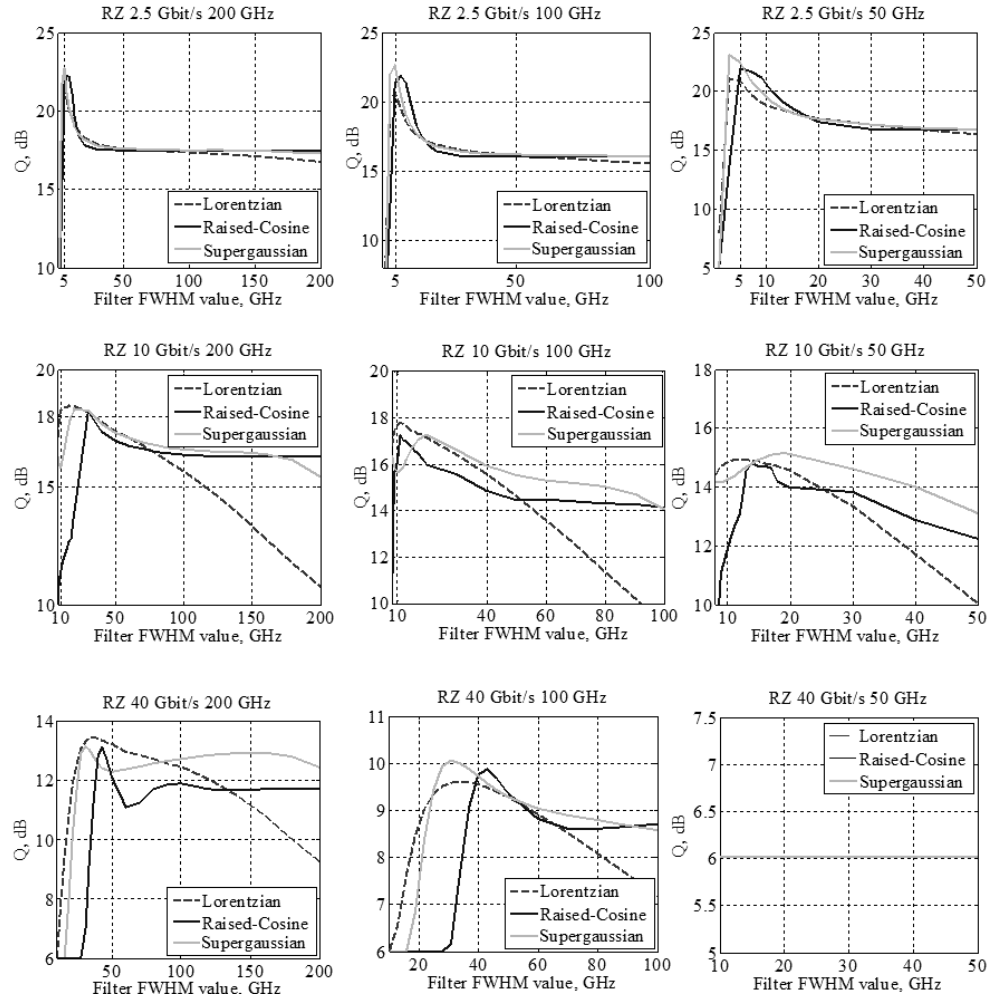 RZ 2.5 Gbit/s 200 GHz
25
20
15
10
Q, dB
Lorentzian
Raised-Cosine
Supergaussian
5 50 100 150 200
Filter FWHM value, GHz
RZ 2.5 Gbit/s 100 GHz
25
20
15
10
Q, dB
Lorentzian
Raised-Cosine
Supergaussian
5 50 100
Filter FWHM value, GHz
RZ 2.5 Gbit/s 50 GHz
25
20
15
10
5
Q, dB
Lorentzian
Raised-Cosine
Supergaussian
5 10 20 30 40 50
Filter FWHM value, GHz
RZ 10 Gbit/s 200 GHz
20
18
15
10
Q, dB
Lorentzian
Raised-Cosine
Supergaussian
10 50 100 150 200
Filter FWHM value, GHz
RZ 10 Gbit/s 100 GHz
20
18
16
14
12
10
Q, dB
Lorentzian
Raised-Cosine
Supergaussian
10 40 60 80 100
Filter FWHM value, GHz
RZ 10 Gbit/s 50 GHz
18
16
14
12
10
Q, dB
Lorentzian
Raised-Cosine
Supergaussian
10 20 30 40 50
Filter FWHM value, GHz
RZ 40 Gbit/s 200 GHz
14
12
10
8
6
Q, dB
Lorentzian
Raised-Cosine
Supergaussian
50 100 150 200
Filter FWHM value, GHz
RZ 40 Gbit/s 100 GHz
11
10
9
8
7
6
Q, dB
Lorentzian
Raised-Cosine
Supergaussian
20 40 60 80 100
Filter FWHM value, GHz
RZ 40 Gbit/s 50 GHz
7.5
7
6.5
6
5.5
5
Q, dB
Lorentzian
Raised-Cosine
Supergaussian
10 20 30 40 50
Filter FWHM value, GHz